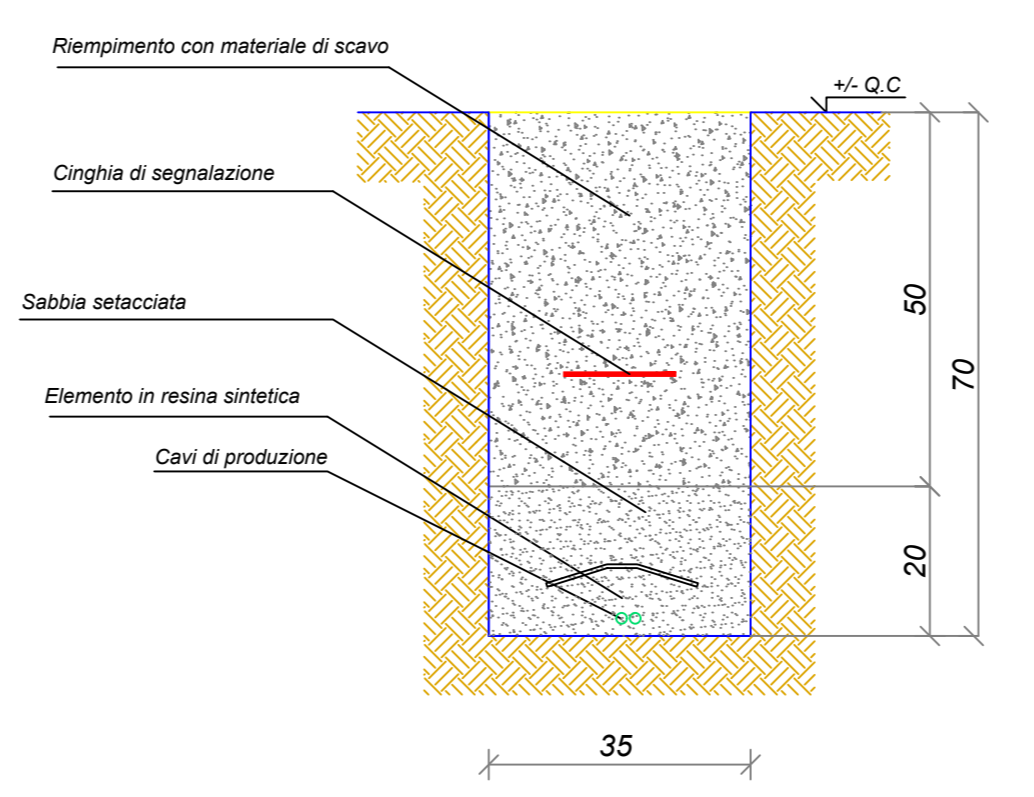 Riempimento con materiale di scavo
+/- Q.C
Cinghia di segnalazione
Sabbia setacciata
50
70
Elemento in resina sintetica
Cavi di produzione
20
35